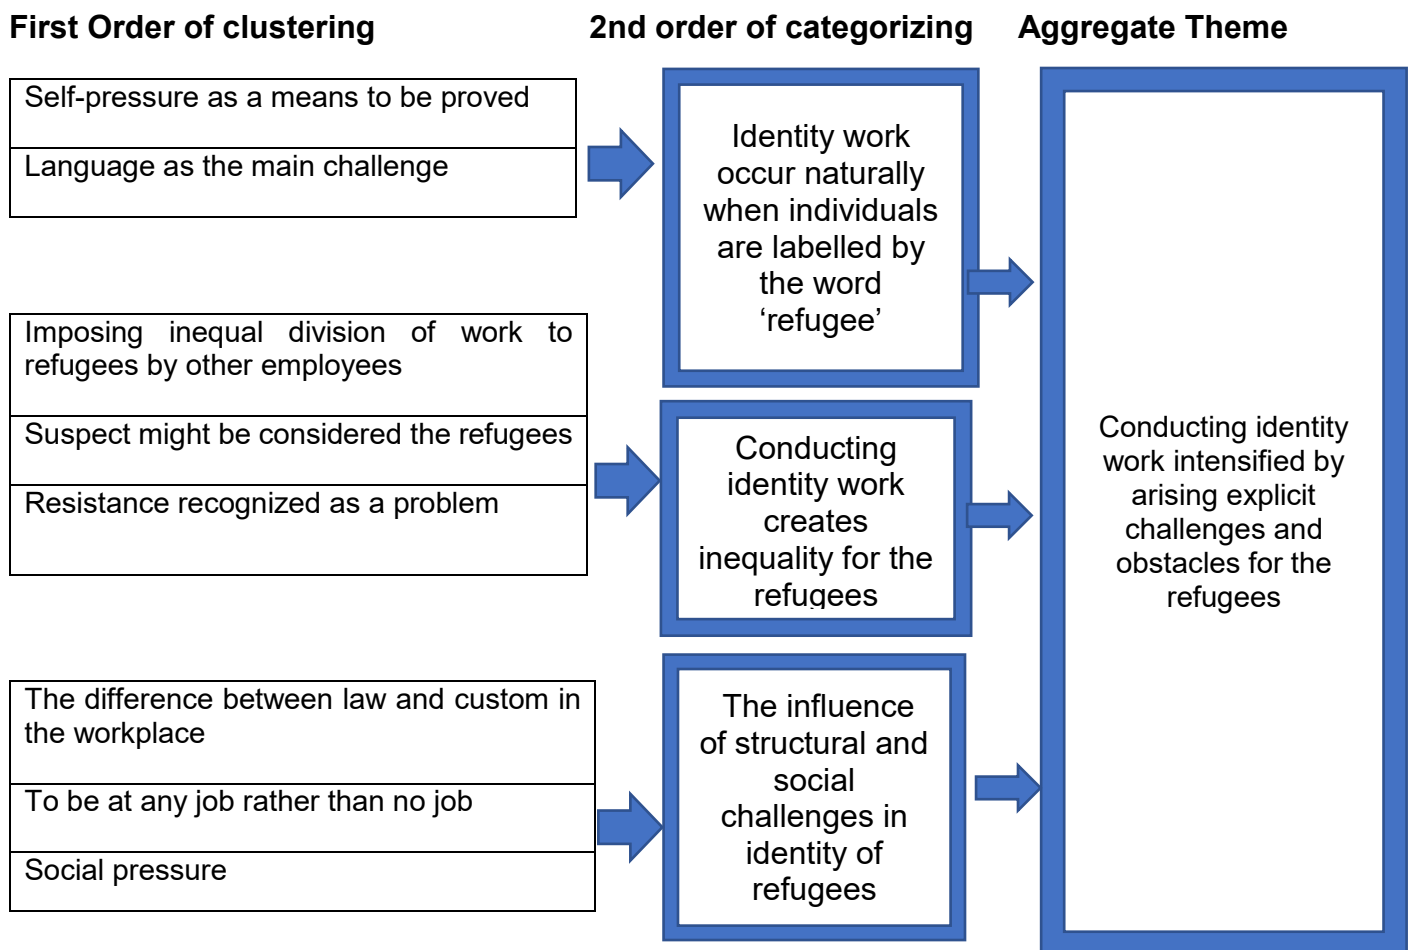 First Order of clustering
2nd order of categorizing
Aggregate Theme
Self-pressure as a means to be proved
Language as the main challenge
Identity work
occur naturally
when individuals
are labelled by
the word
‘refugee’
Imposing inequal division of work to
refugees by other employees
Suspect might be considered the refugees
Resistance recognized as a problem
Conducting
identity work
creates
inequality for the
refugees
The difference between law and custom in
the workplace
To be at any job rather than no job
Social pressure
The influence
of structural and
social
challenges in
identity of
refugees
Conducting identity
work intensified by
arising explicit
challenges and
obstacles for the
refugees